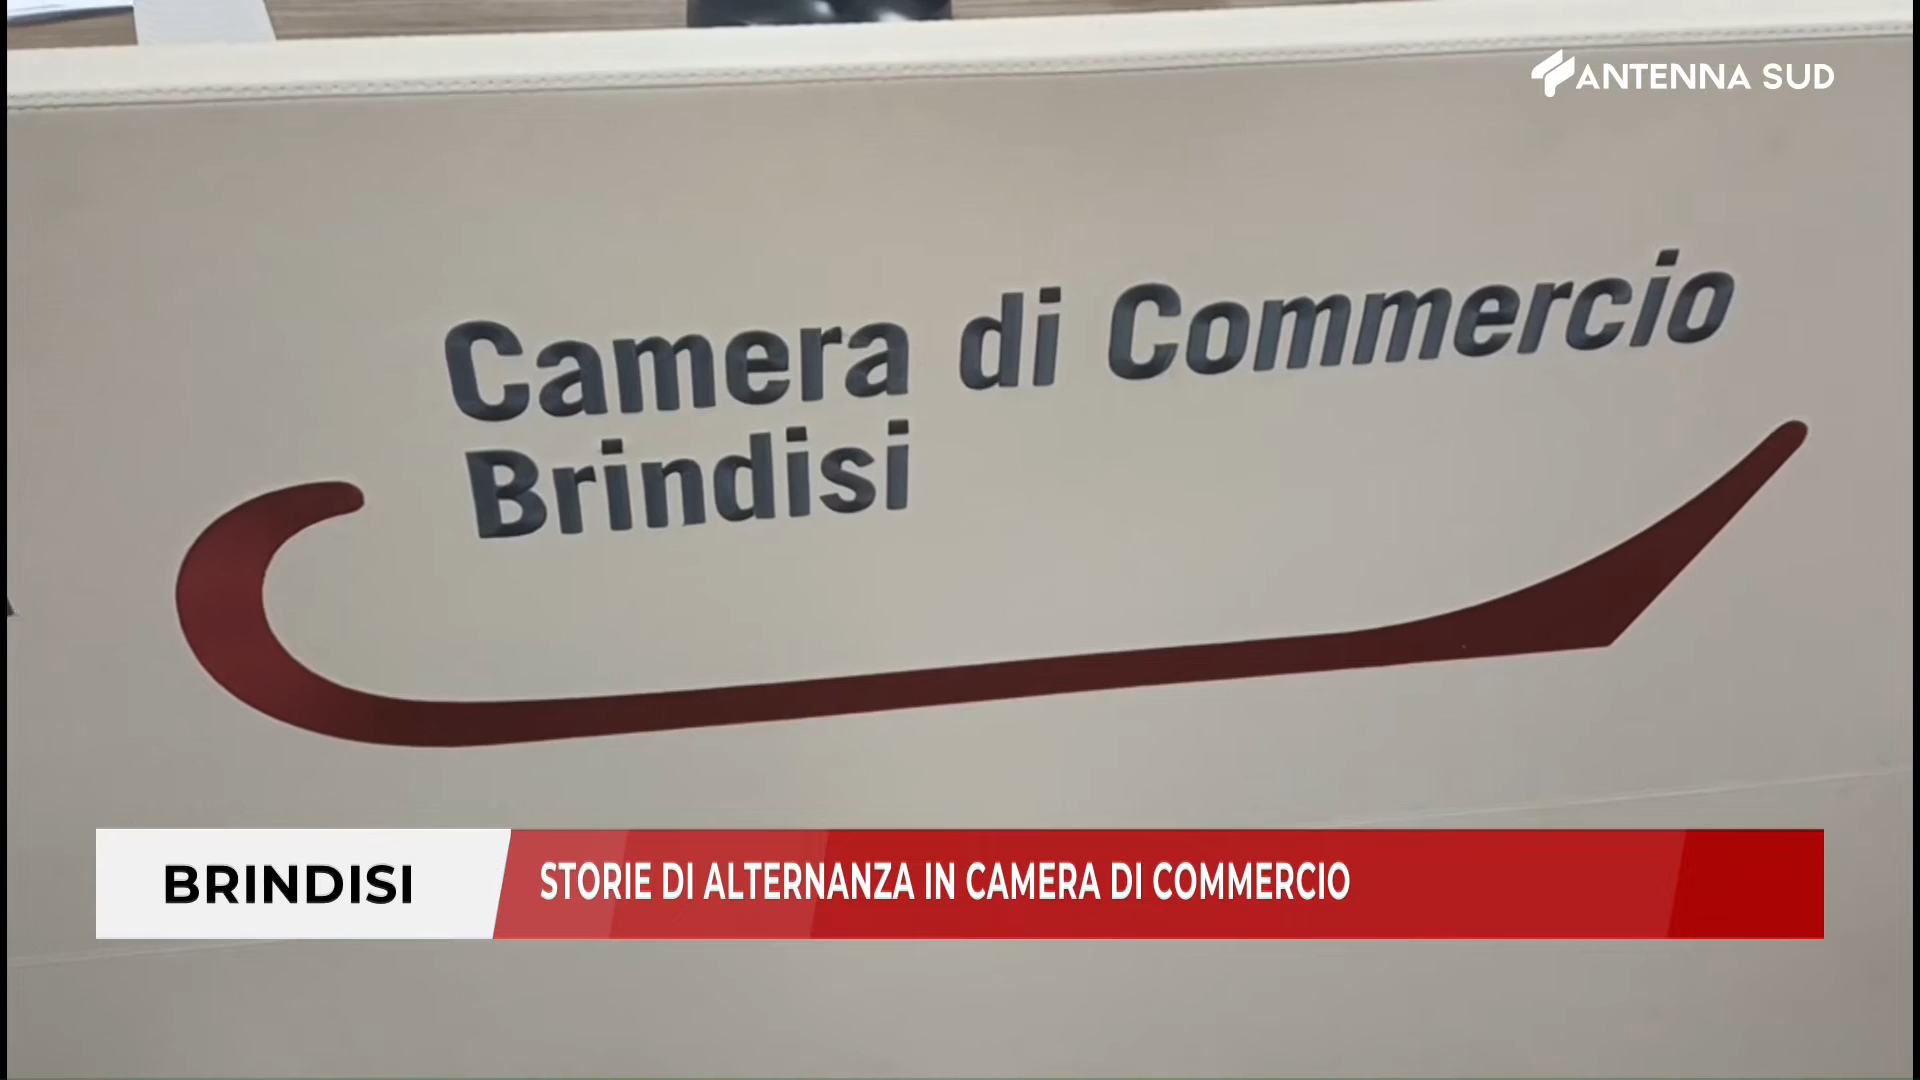 ANTENNA SUD
Camera di Commercio
Brindisi
BRINDISI
STORIE DI ALTERNANZA IN CAMERA DI COMMERCIO